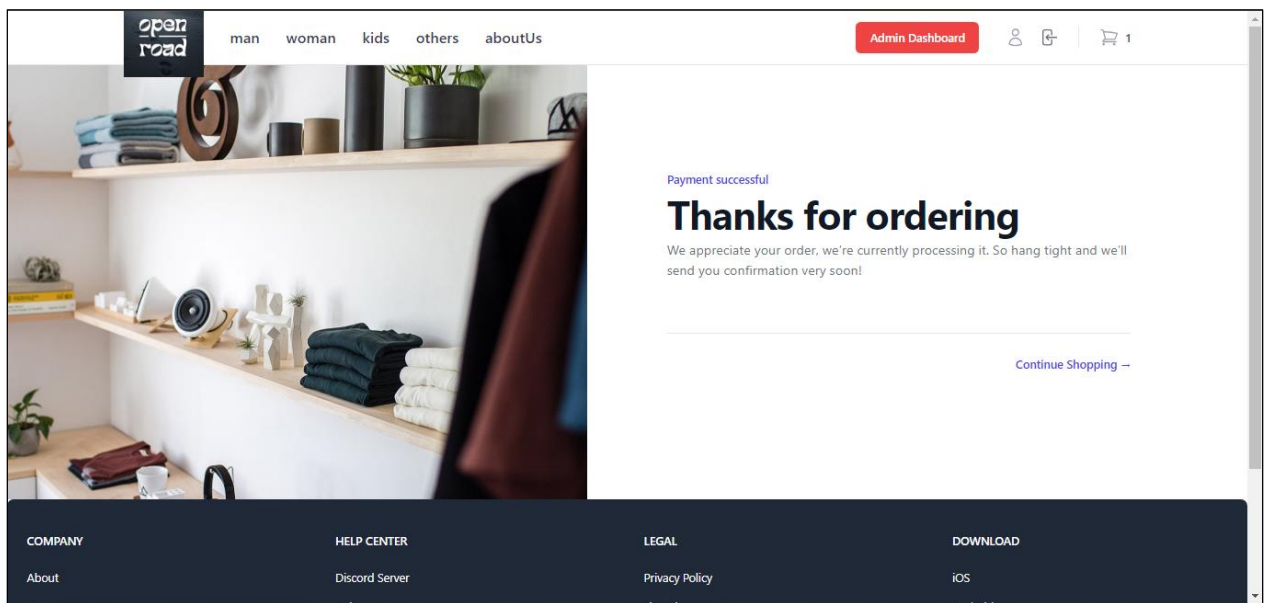 open
road
man woman kids others aboutUs
Admin Dashboard
1
Payment successful
Thanks for ordering
We appreciate your order, we’re currently processing it. So hang tight and we’ll
send you confirmation very soon!
Continue Shopping →
COMPANY HELP CENTER LEGAL DOWNLOAD
About Discord Server Privacy Policy iOS